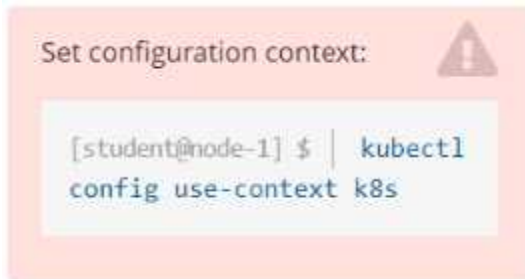 Set configuration context:
[student@node-1] $ | kubectl
config use-context k8s